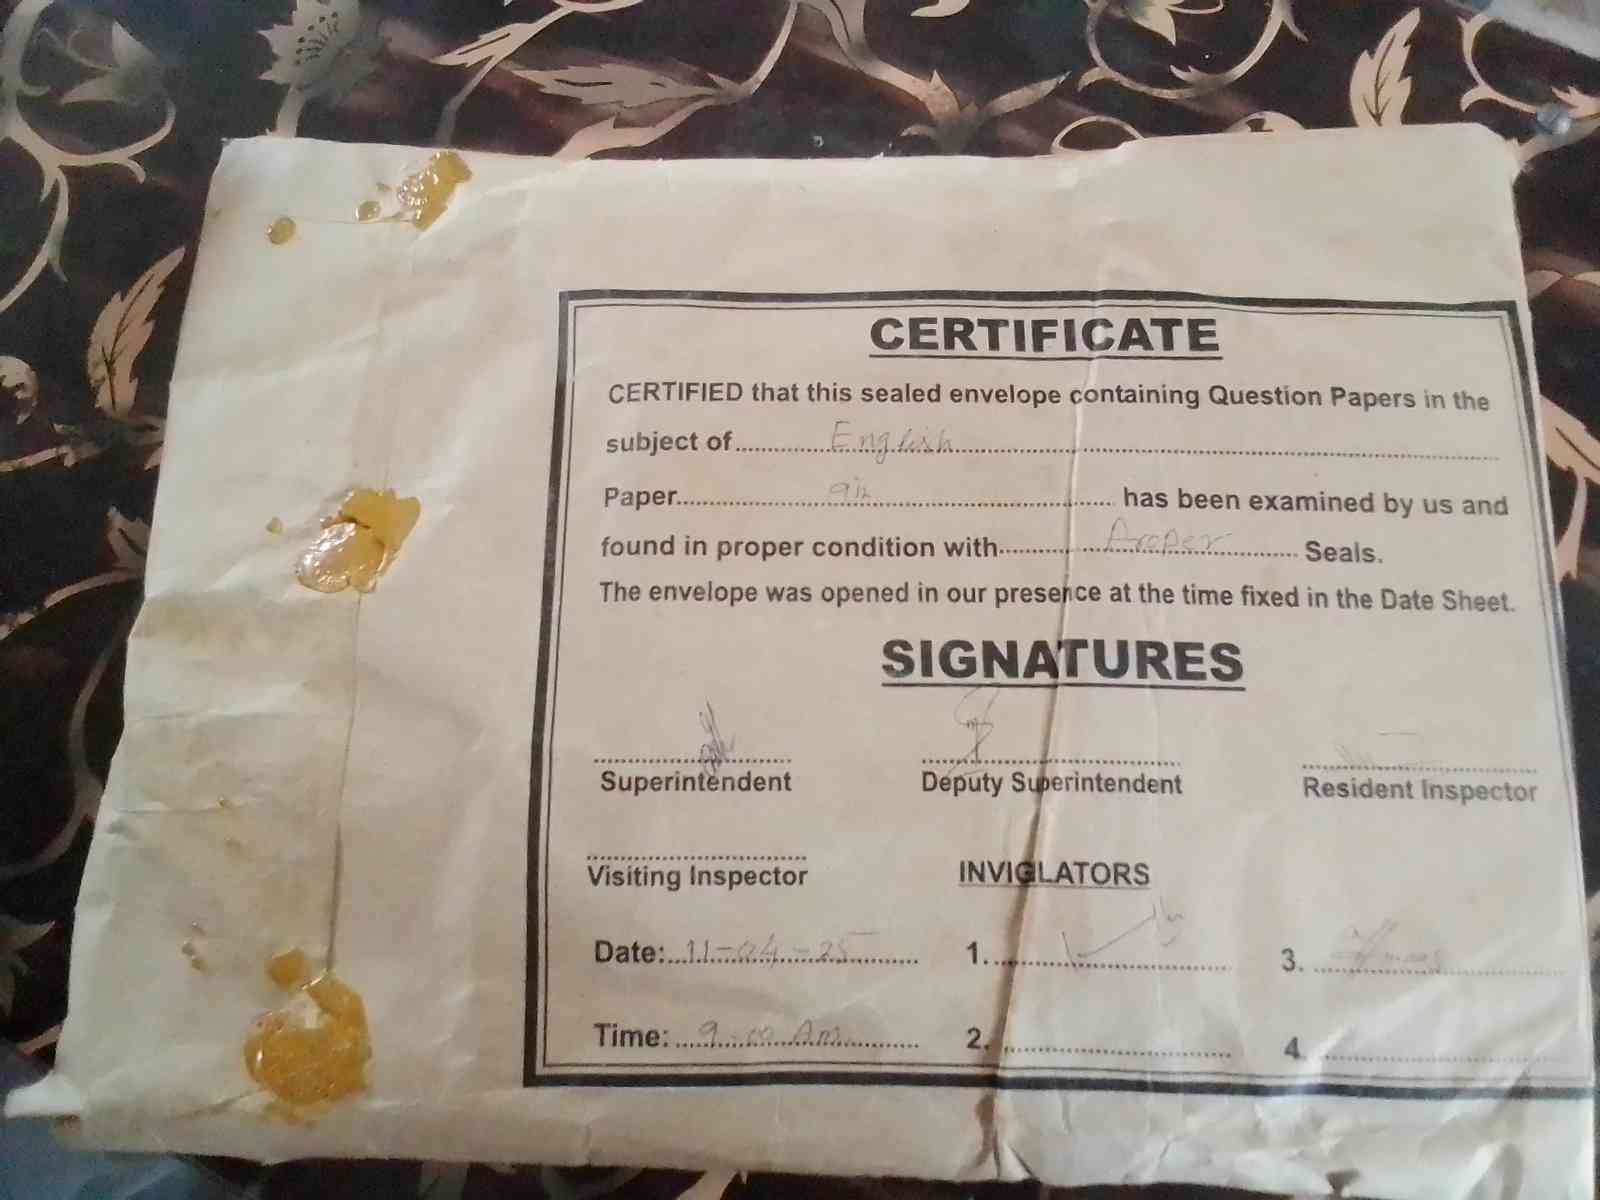 CERTIFICATE
CERTIFIED that this sealed envelope containing Question Papers in the
subject of English
Paper 9th has been examined by us and
found in proper condition with Proper Seals.
The envelope was opened in our presence at the time fixed in the Date Sheet.
SIGNATURES
Superintendent Deputy Superintendent Resident Inspector
Visiting Inspector INVIGLATORS
Date: 11-04-25 1. 3.
Time: 9.00 Am 2. 4.